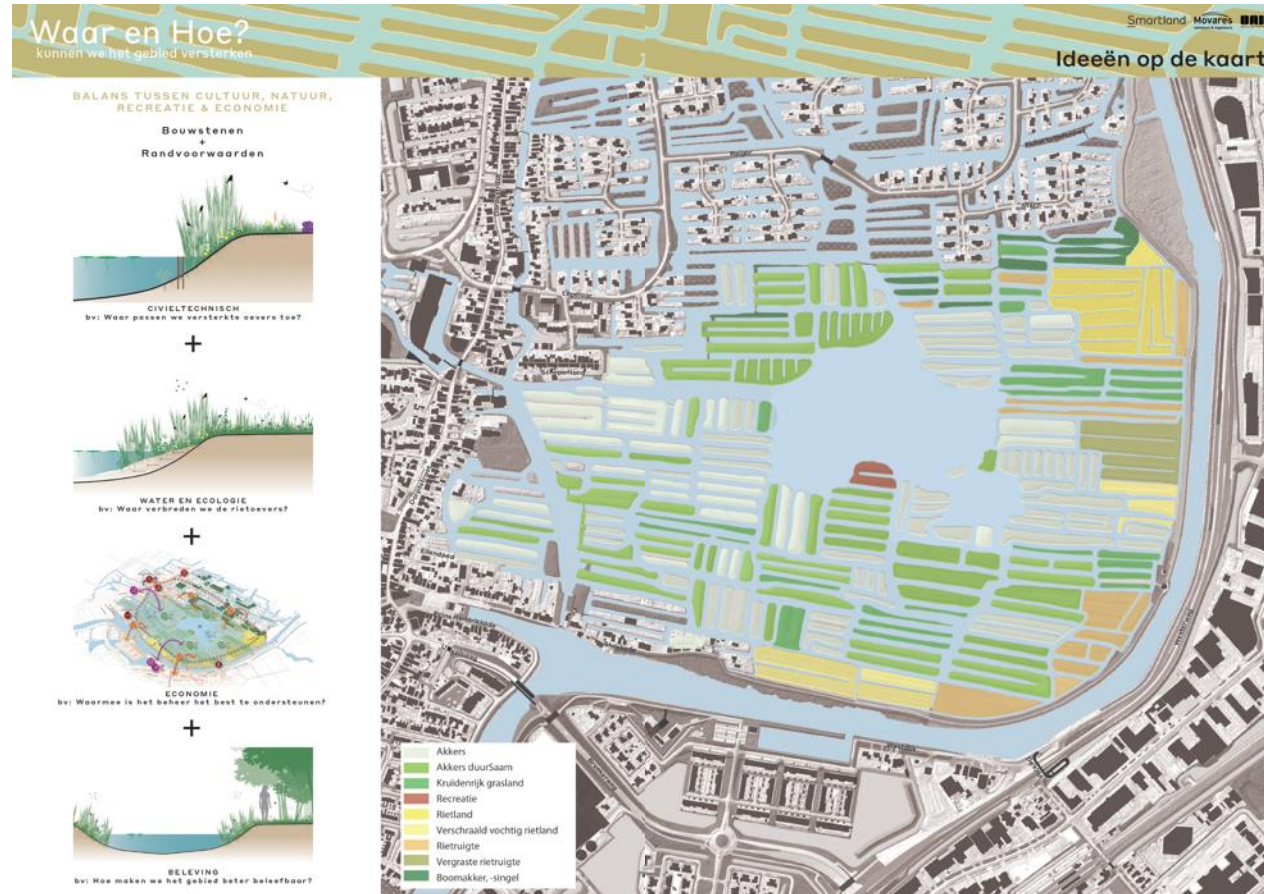 Waar en Hoe?
kunnen we het gebied versterken
Smartland Movares
Ideeën op de kaart
BALANS TUSSEN CULTUUR, NATUUR,
RECREATIE & ECONOMIE
Bouwstenen
+
Randvoorwaarden
CIVIELTECHNISCH
bv: Waar passen we versterkte oevers toe?
+
WATER EN ECOLOGIE
bv: Waar verbreden we de rietoevers?
+
ECONOMIE
bv: Waarmee is het beheer het best te ondersteunen?
+
BELEVING
bv: Hoe maken we het gebied beter beleefbaar?
Akkers
Akkers duurSaam
Kruidenrijk grasland
Recreatie
Rietland
Verschraald vochtig rietland
Rietruigte
Vergraste rietruigte
Boomakker, -singel